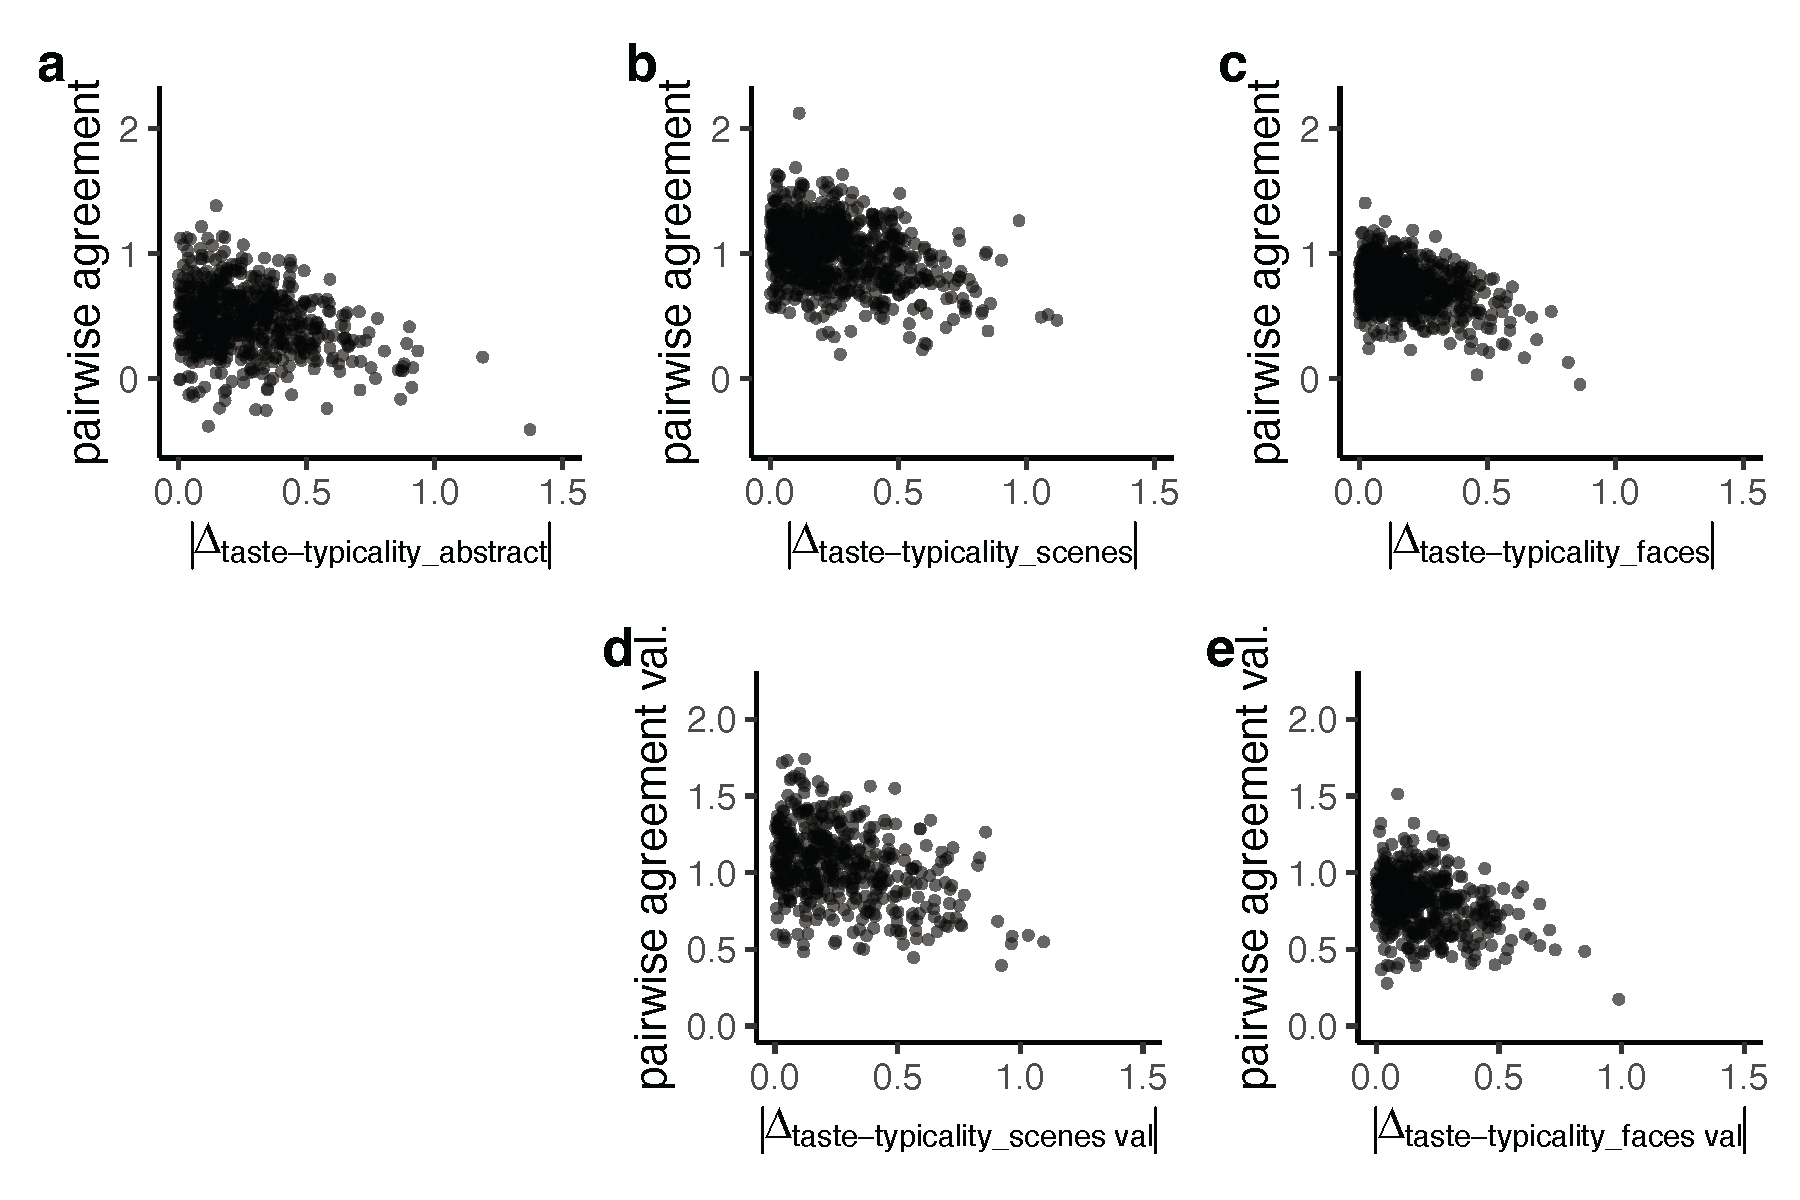 a
pairwise agreement
2
1
0
0.0 0.5 1.0 1.5
|Δtaste–typicality_abstract|
b
pairwise agreement
2
1
0
0.0 0.5 1.0 1.5
|Δtaste–typicality_scenes|
c
pairwise agreement
2
1
0
0.0 0.5 1.0 1.5
|Δtaste–typicality_faces|
d
pairwise agreement val.
2.0
1.5
1.0
0.5
0.0
0.0 0.5 1.0 1.5
|Δtaste–typicality_scenes val|
e
pairwise agreement val.
2.0
1.5
1.0
0.5
0.0
0.0 0.5 1.0 1.5
|Δtaste–typicality_faces val|